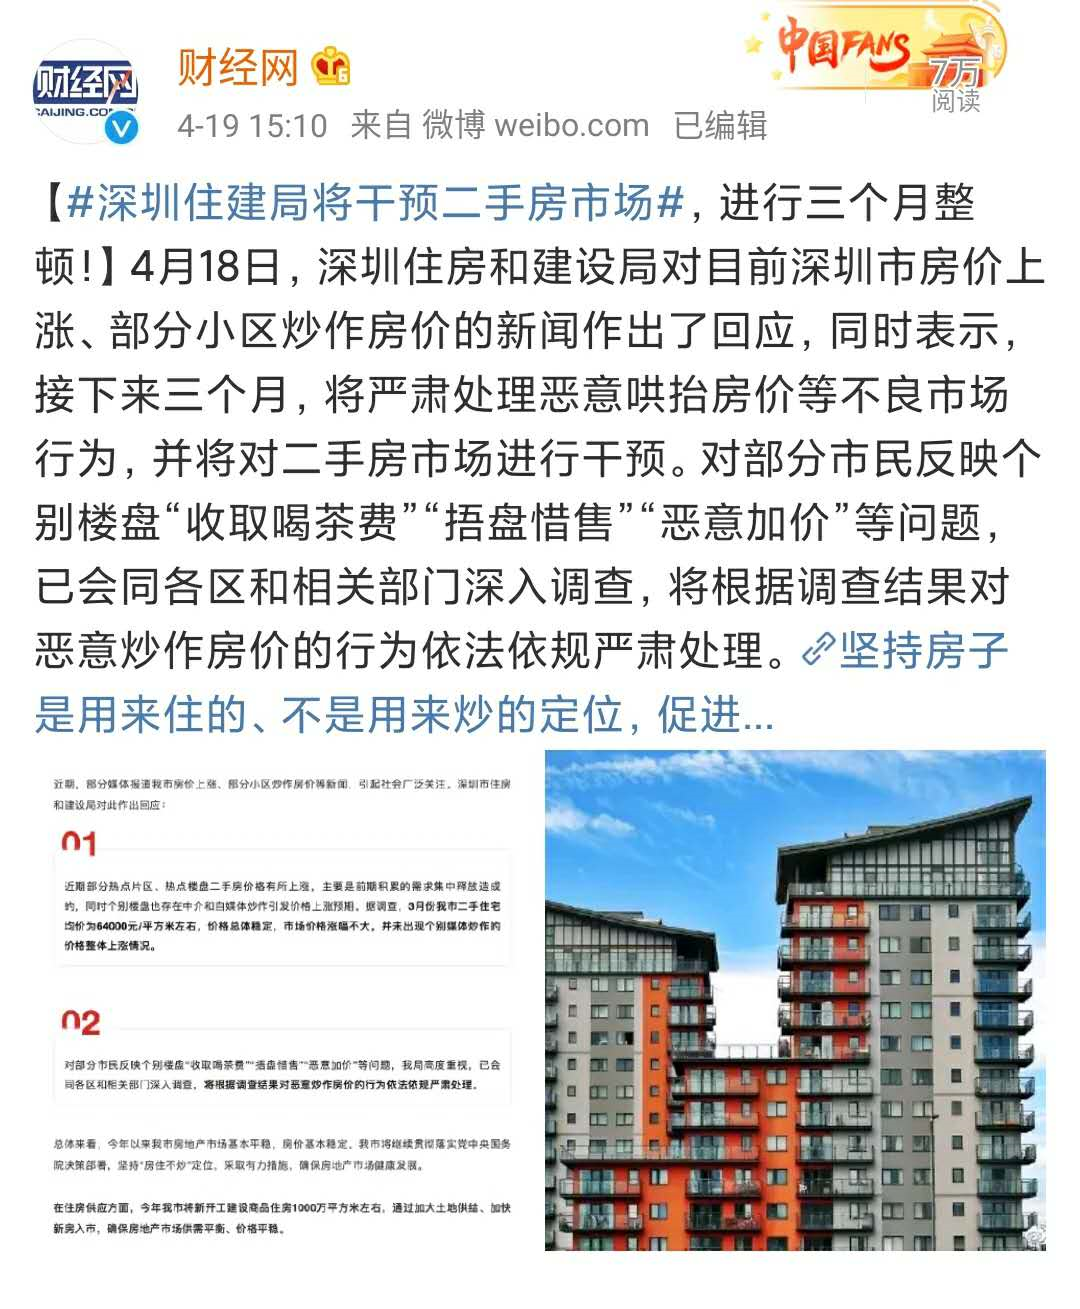 中国FANS
财经网
CAIJING.CO
财经网
6
7万
阅读
4-19 15:10 来自 微博 weibo.com 已编辑
【#深圳住建局将干预二手房市场#，进行三个月整
顿！】4月18日，深圳住房和建设局对目前深圳市房价上
涨、部分小区炒作房价的新闻作出了回应，同时表示，
接下来三个月，将严肃处理恶意哄抬房价等不良市场
行为，并将对二手房市场进行干预。对部分市民反映个
别楼盘“收取喝茶费”“捂盘惜售”“恶意加价”等问题，
已会同各区和相关部门深入调查，将根据调查结果对
恶意炒作房价的行为依法依规严肃处理。坚持房子
是用来住的、不是用来炒的定位，促进...
近期，部分媒体报道我市房价上涨、部分小区炒作房价等新闻，引起社会广泛关注。深圳市住房
和建设局对此作出回应：
01
近期部分热点片区、热点楼盘二手房价格有所上涨，主要是前期积累的需求集中释放造成
的，同时个别楼盘也存在中介和自媒体炒作引发价格上涨预期。据调查，3月份我市二手住宅
均价为64000元/平方米左右，价格总体稳定，市场价格涨幅不大。并未出现个别媒体炒作的
价格整体上涨情况。
02
对部分市民反映个别楼盘“收取喝茶费”“捂盘惜售”“恶意加价”等问题，我局高度重视，已会
同各区和相关部门深入调查，将根据调查结果对恶意炒作房价的行为依法依规严肃处理。
总体来看，今年以来我市房地产市场基本平稳，房价基本稳定。我市将继续贯彻落实党中央国务
院决策部署，坚持“房住不炒”定位，采取有力措施，确保房地产市场健康发展。
在住房供应方面，今年我市将新开工建设商品住房1000万平方米左右，通过加大土地供给、加快
新房入市，确保房地产市场供需平衡、价格平稳。